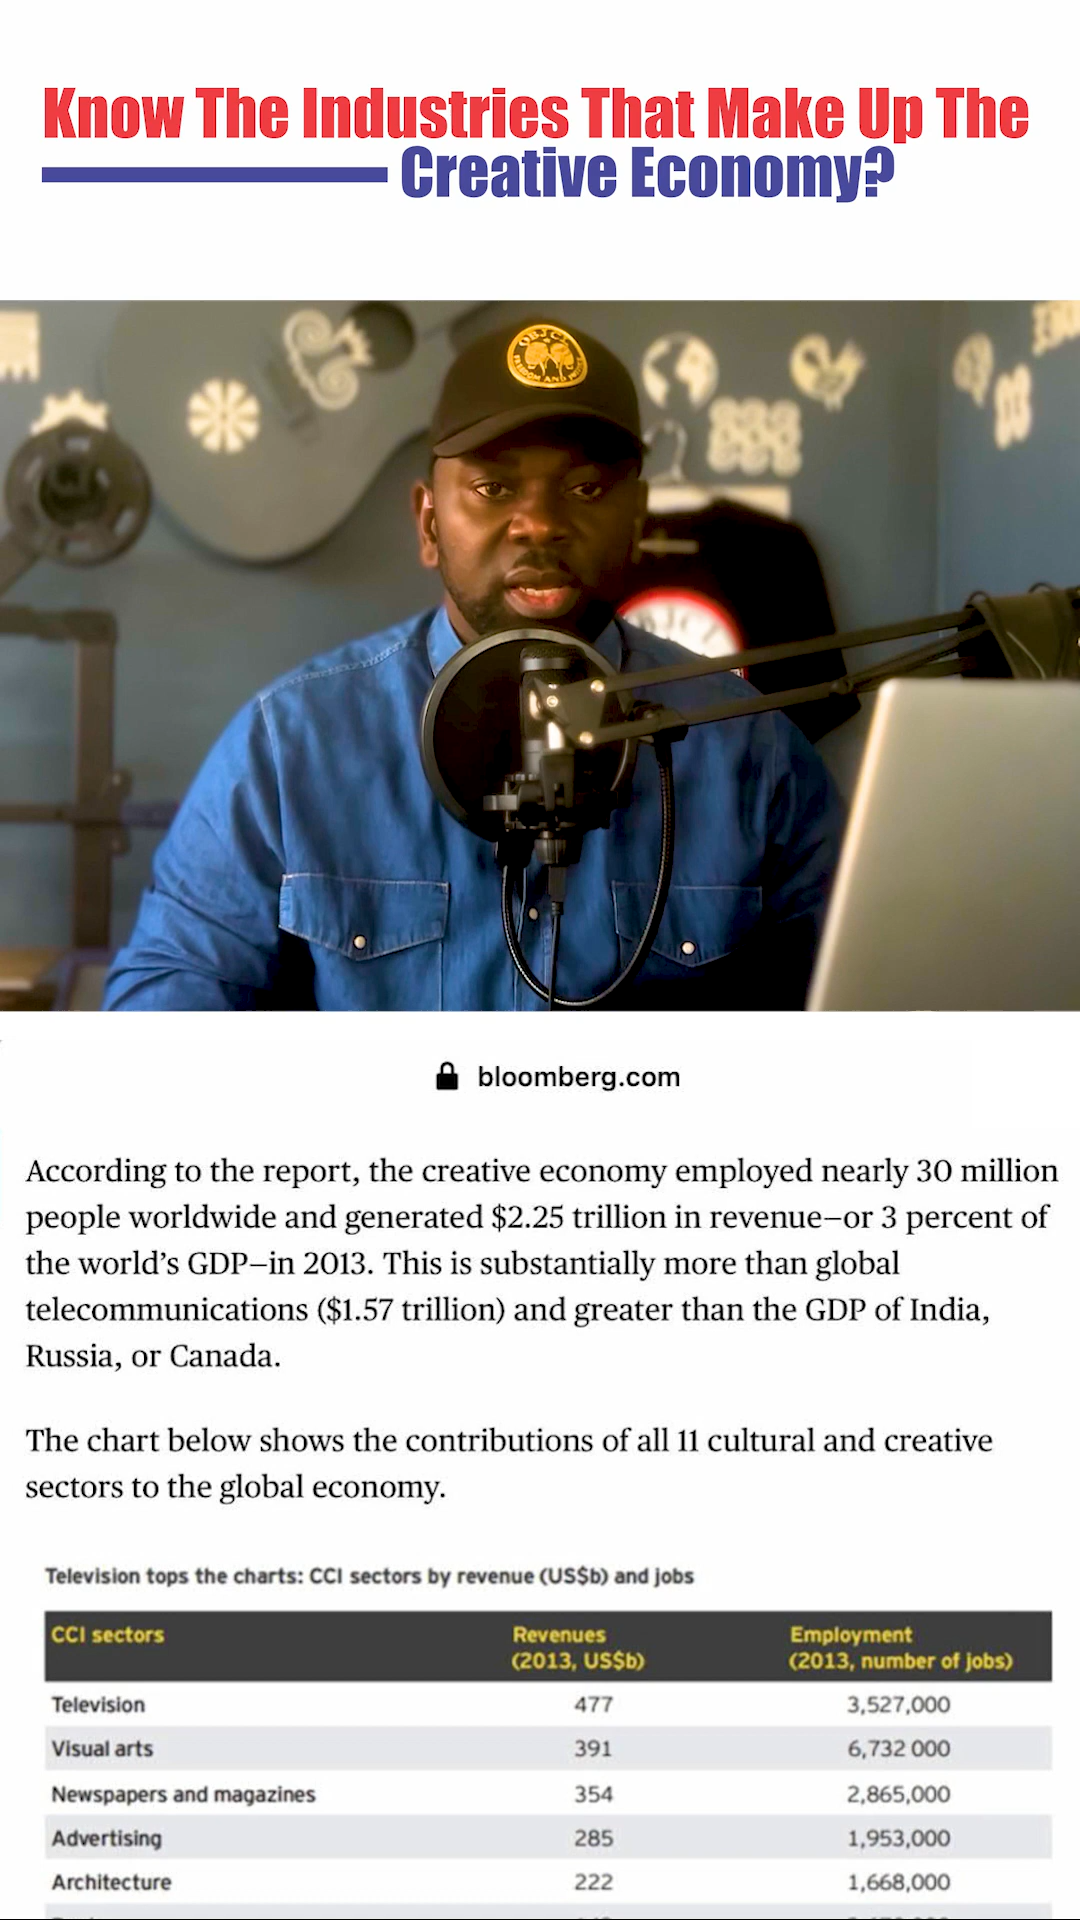 Know The Industries That Make Up The
Creative Economy?
OBJCT
FREEDOM AND
BJCT
bloomberg.com
According to the report, the creative economy employed nearly 30 million
people worldwide and generated $2.25 trillion in revenue—or 3 percent of
the world's GDP—in 2013. This is substantially more than global
telecommunications ($1.57 trillion) and greater than the GDP of India,
Russia, or Canada.
The chart below shows the contributions of all 11 cultural and creative
sectors to the global economy.
Television tops the charts: CCI sectors by revenue (US$b) and jobs
CCI sectors Revenues Employment
(2013, US$b) (2013, number of jobs)
Television 477 3,527,000
Visual arts 391 6,732 000
Newspapers and magazines 354 2,865,000
Advertising 285 1,953,000
Architecture 222 1,668,000